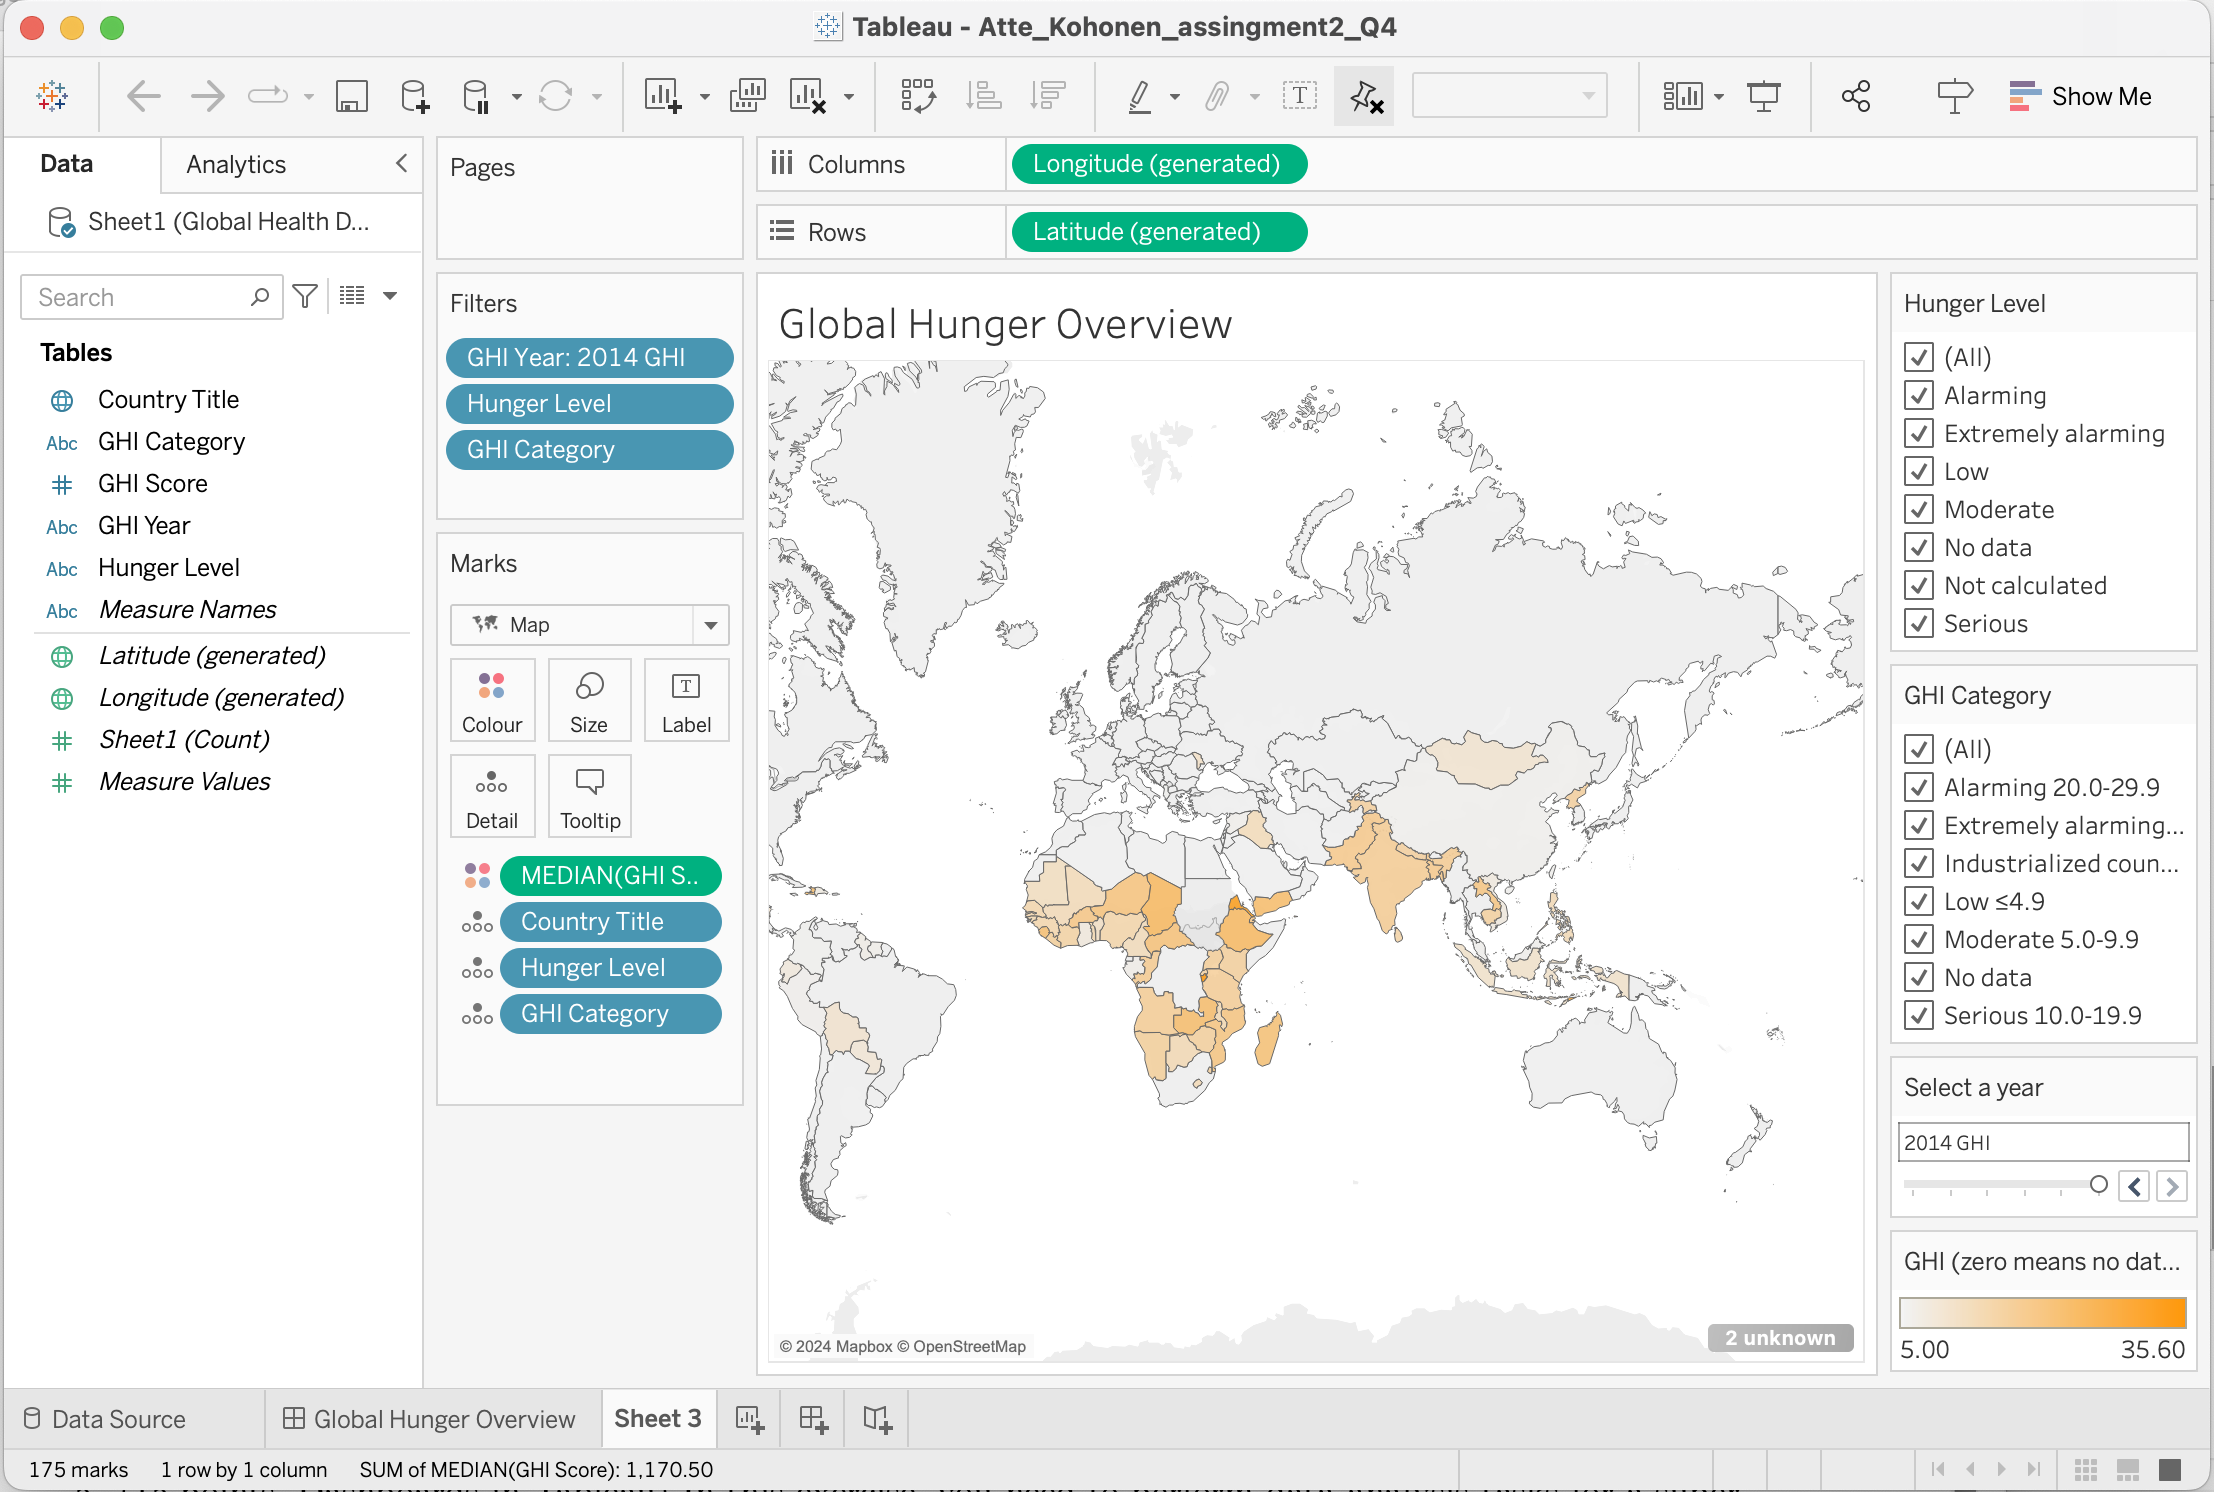 Tableau - Atte_Kohonen_assingment2_Q4
Show Me
Data
Analytics
Sheet1 (Global Health D...
Search
Tables
Country Title
Abc GHI Category
GHI Score
Abc GHI Year
Abc Hunger Level
Abc Measure Names
Latitude (generated)
Longitude (generated)
Sheet1 (Count)
Measure Values
Pages
Filters
GHI Year: 2014 GHI
Hunger Level
GHI Category
Marks
Map
Colour
Size
T
Label
Detail
Tooltip
MEDIAN(GHI S..
Country Title
Hunger Level
GHI Category
Columns
Longitude (generated)
Rows
Latitude (generated)
Global Hunger Overview
© 2024 Mapbox © OpenStreetMap
2 unknown
Hunger Level
(All)
Alarming
Extremely alarming
Low
Moderate
No data
Not calculated
Serious
GHI Category
(All)
Alarming 20.0-29.9
Extremely alarming...
Industrialized coun...
Low ≤4.9
Moderate 5.0-9.9
No data
Serious 10.0-19.9
Select a year
2014 GHI
GHI (zero means no dat...
5.00
35.60
Data Source
Global Hunger Overview
Sheet 3
175 marks
1 row by 1 column
SUM of MEDIAN(GHI Score): 1,170.50